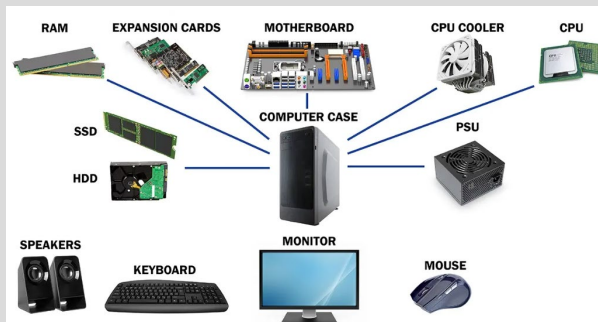 RAM
EXPANSION CARDS
MOTHERBOARD
CPU COOLER
CPU
COMPUTER CASE
SSD
PSU
HDD
SPEAKERS
KEYBOARD
MONITOR
MOUSE